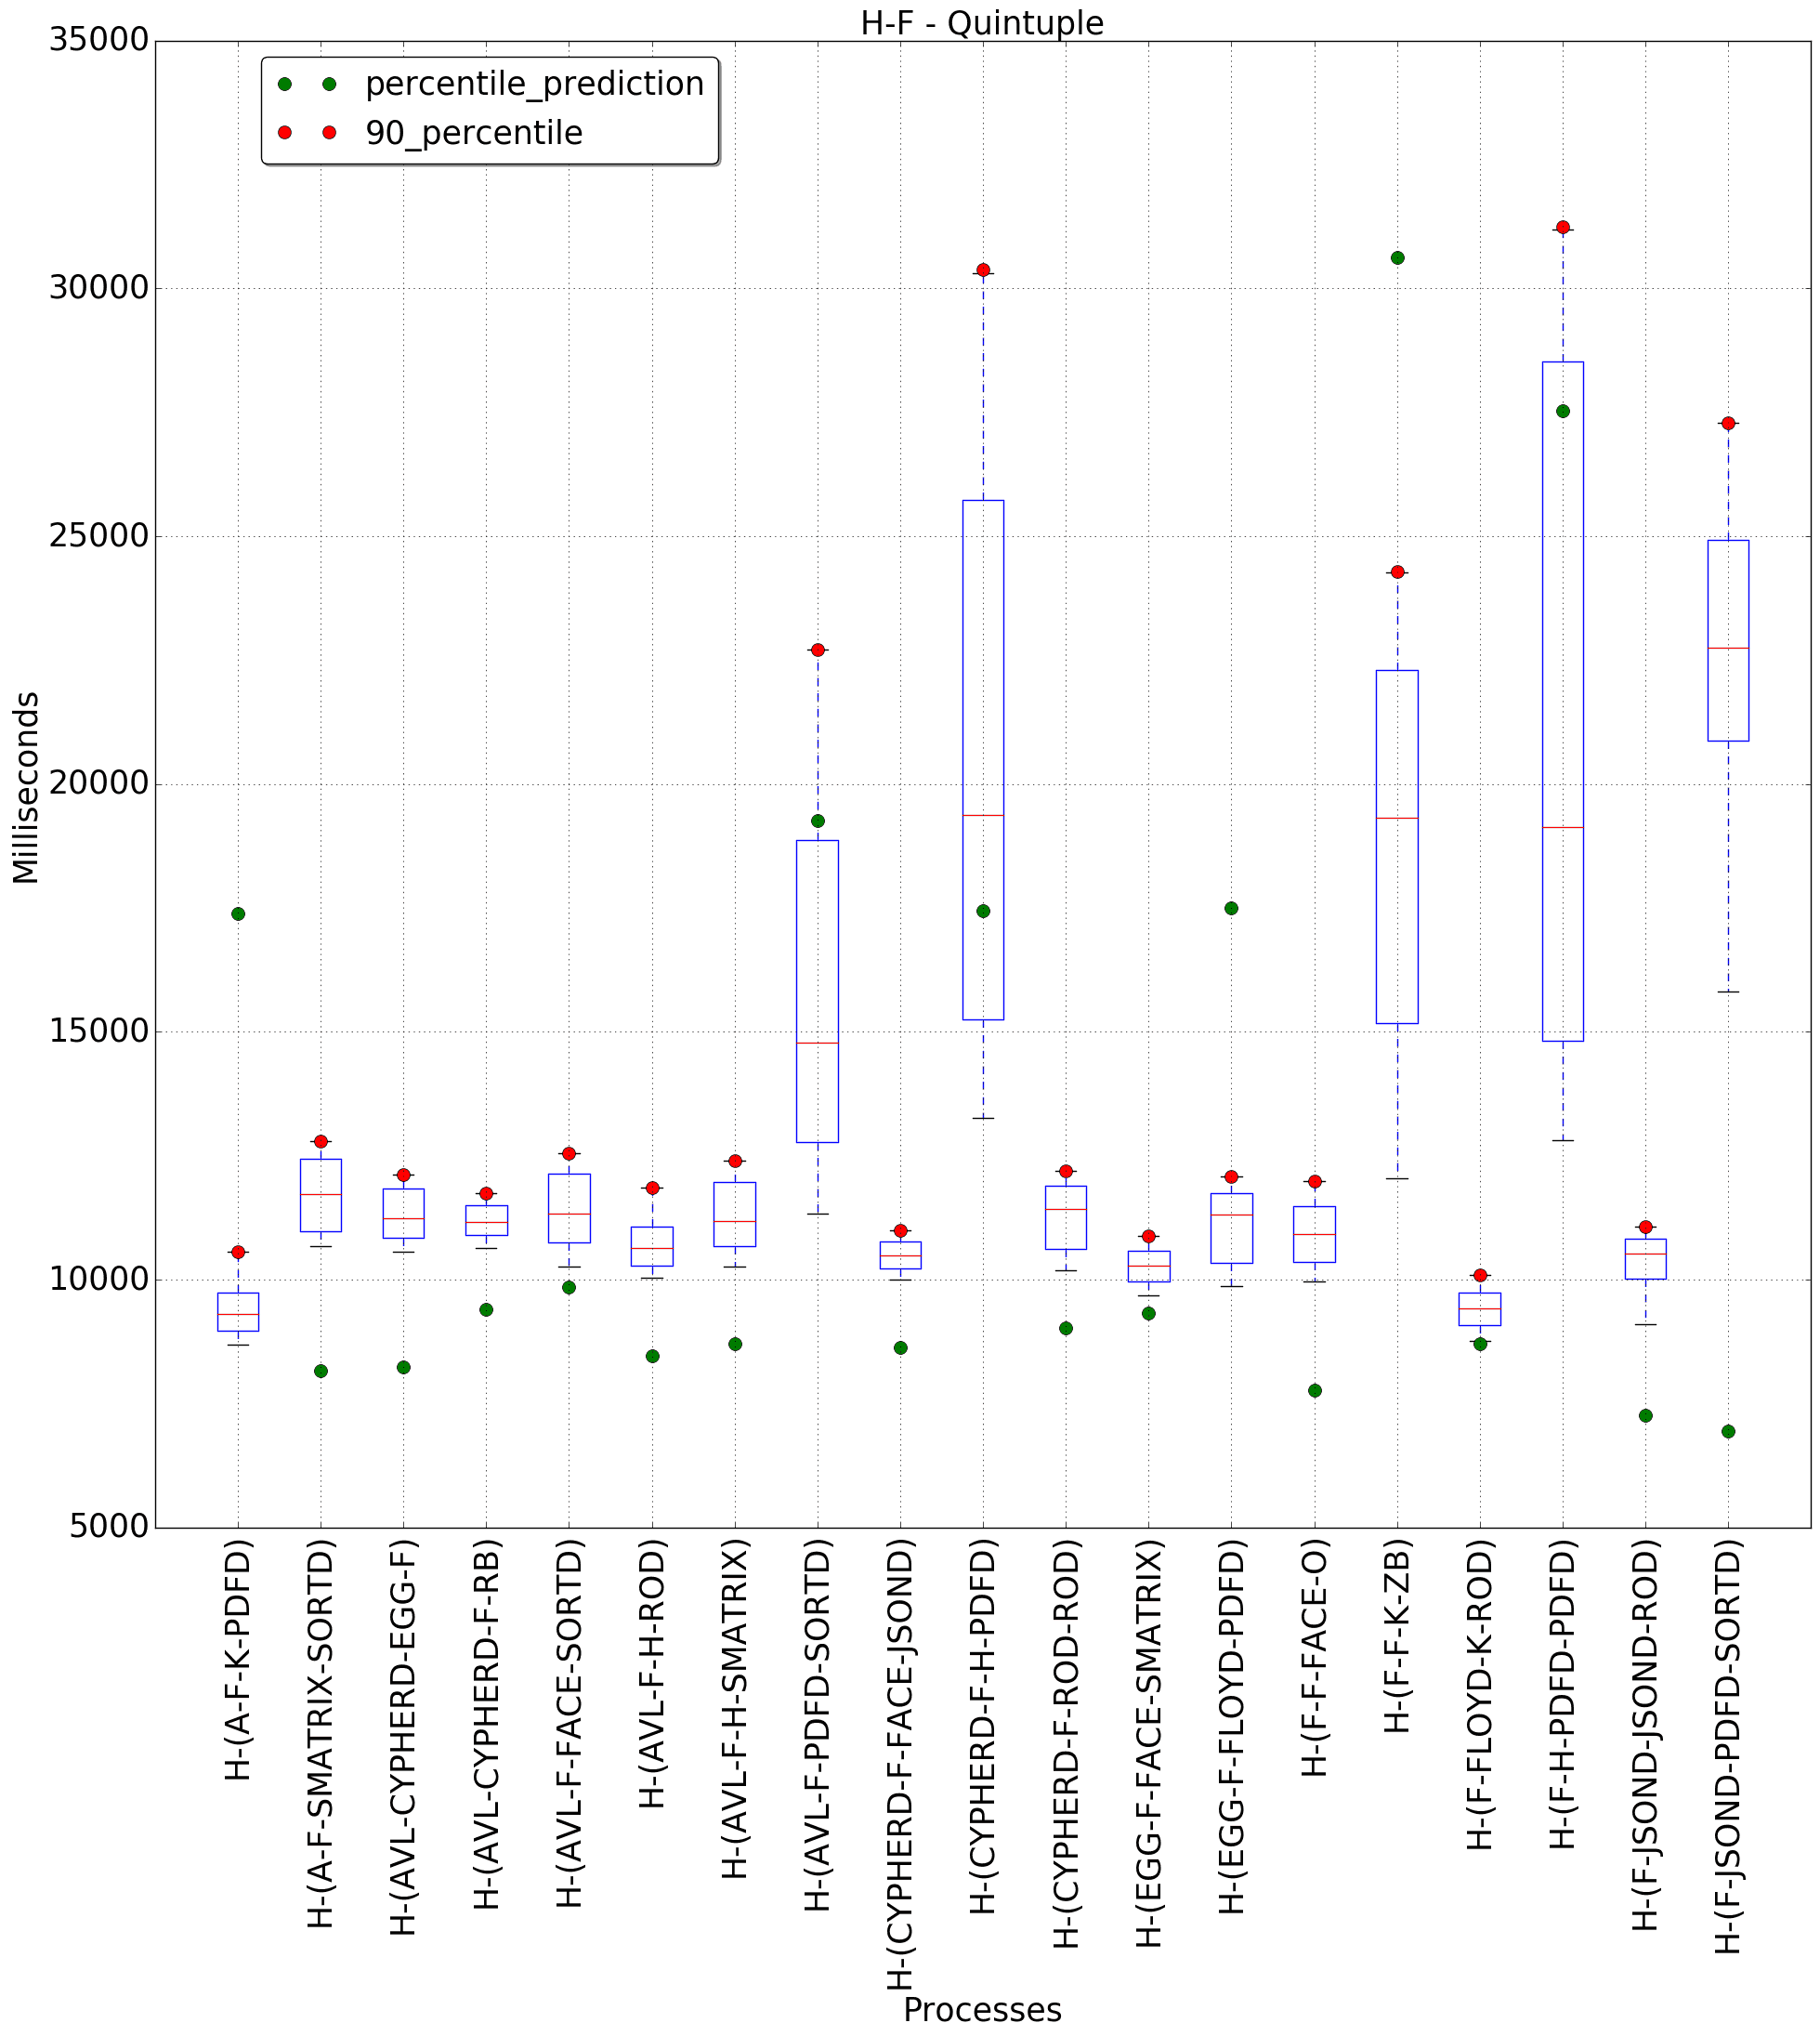 H-F - Quintuple
percentile_prediction
90_percentile
35000
30000
25000
20000
15000
10000
5000
Milliseconds
H-(A-F-K-PDFD)
H-(A-F-SMATRIX-SORTD)
H-(AVL-CYPHERD-EGG-F)
H-(AVL-CYPHERD-F-RB)
H-(AVL-F-FACE-SORTD)
H-(AVL-F-H-ROD)
H-(AVL-F-H-SMATRIX)
H-(AVL-F-PDFD-SORTD)
H-(CYPHERD-F-FACE-JSOND)
H-(CYPHERD-F-H-PDFD)
H-(CYPHERD-F-ROD-ROD)
H-(EGG-F-FACE-SMATRIX)
H-(EGG-F-FLOYD-PDFD)
H-(F-F-FACE-O)
H-(F-F-K-ZB)
H-(F-FLOYD-K-ROD)
H-(F-H-PDFD-PDFD)
H-(F-JSOND-JSOND-ROD)
H-(F-JSOND-PDFD-SORTD)
Processes